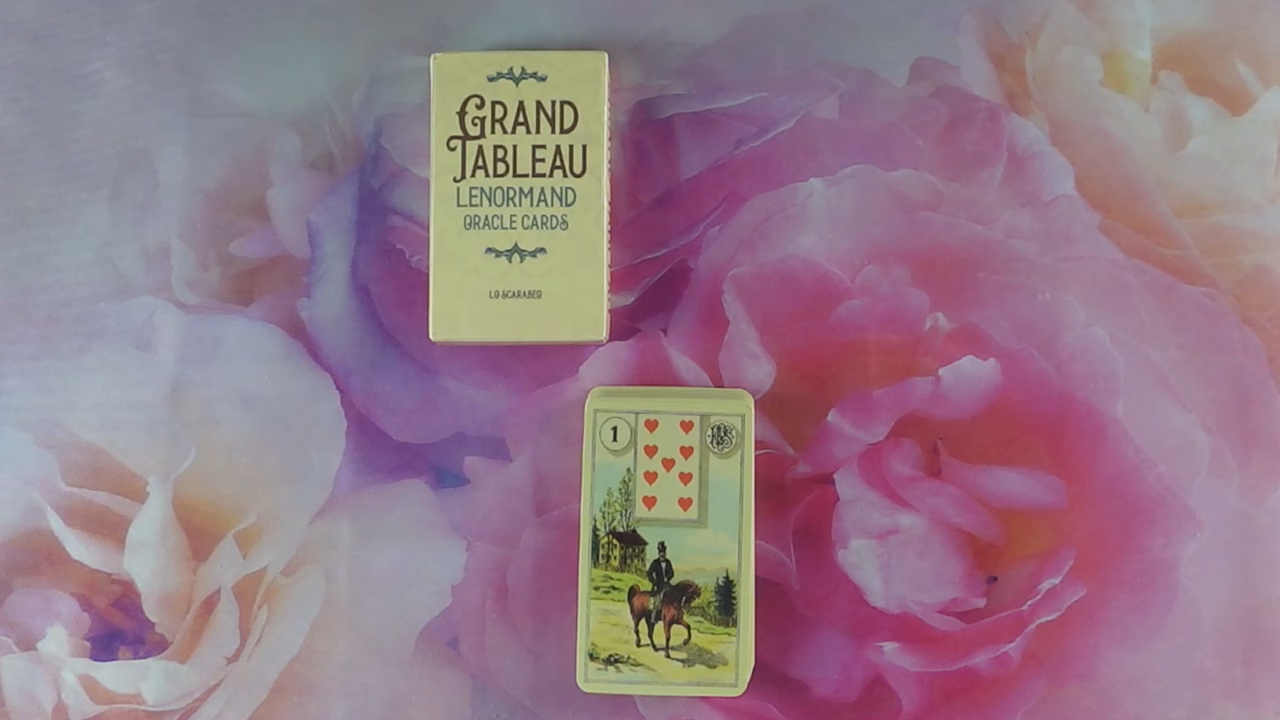 GRAND
TABLEAU
LENORMAND
ORACLE CARDS
LO SCARABEO
1